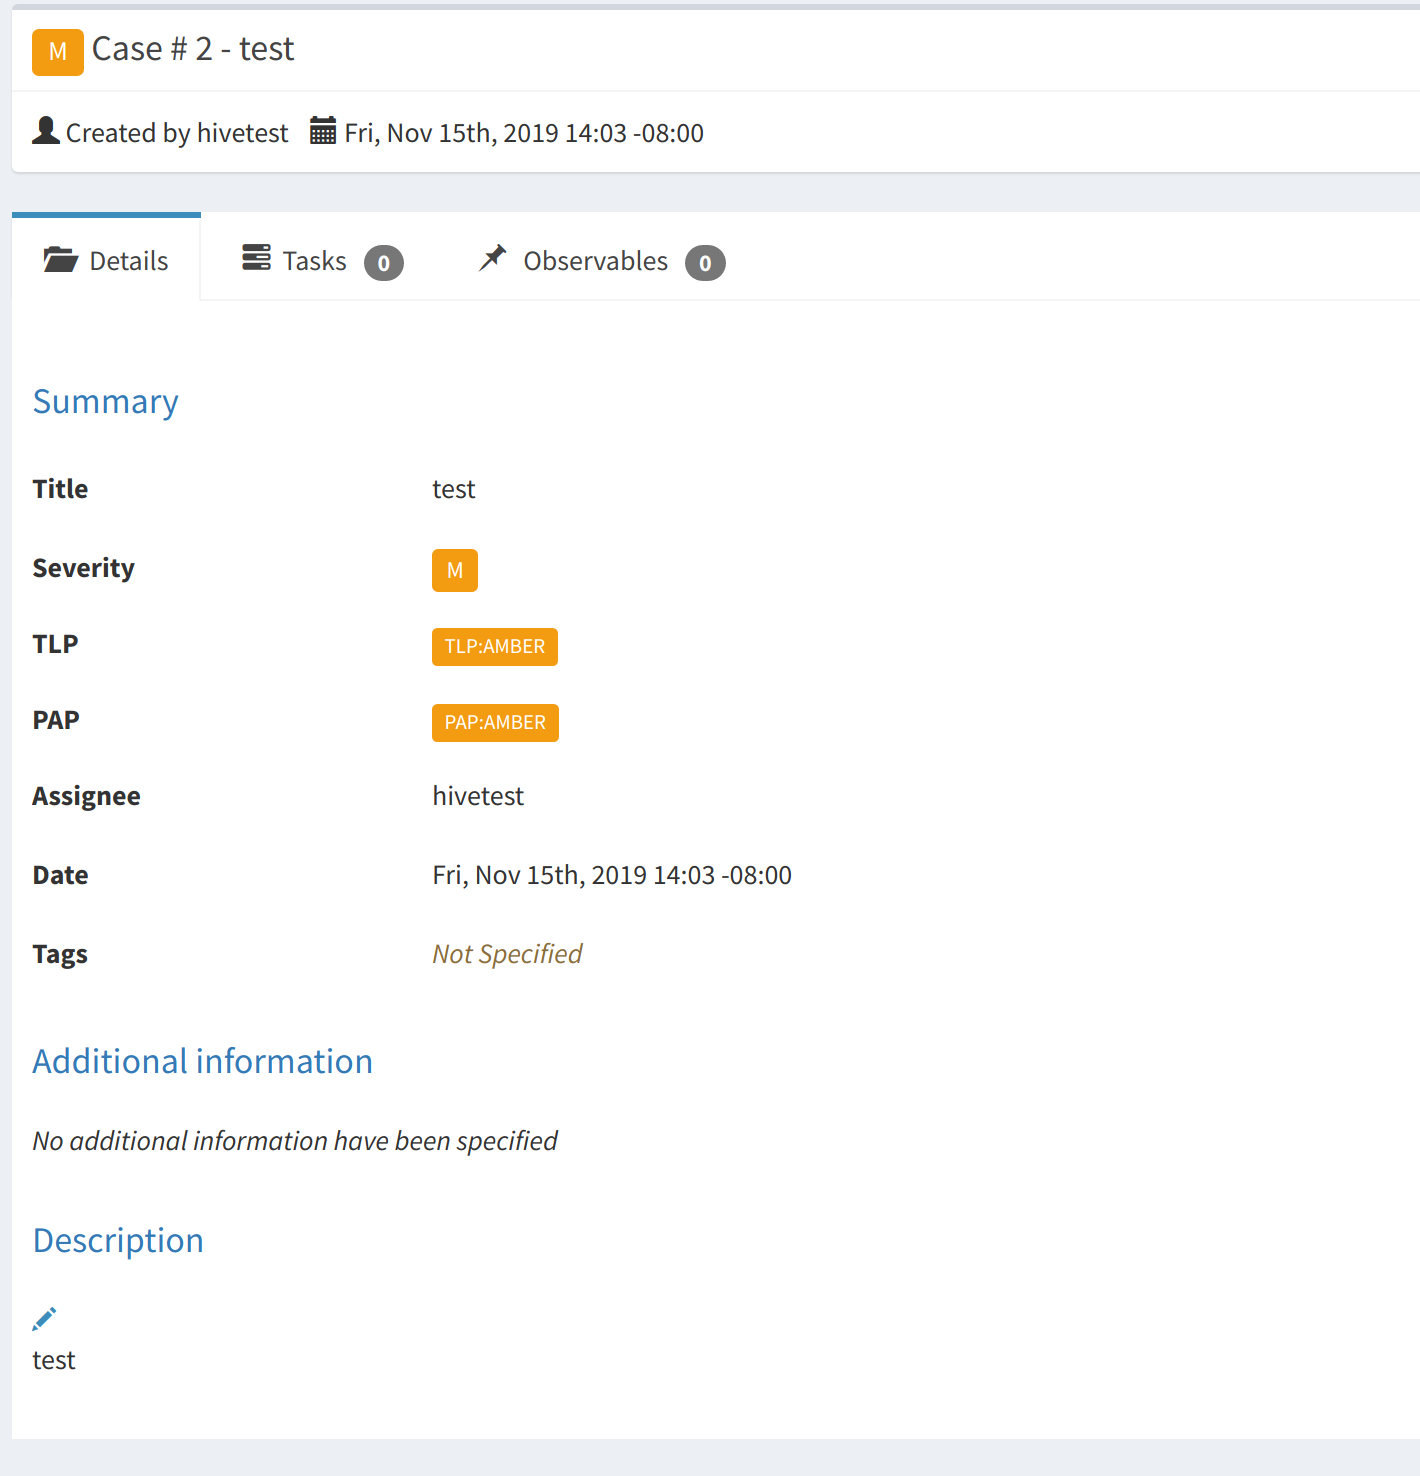 M Case # 2 - test
Created by hivetest Fri, Nov 15th, 2019 14:03 -08:00
Details Tasks 0 Observables 0
Summary
Title test
Severity M
TLP TLP:AMBER
PAP PAP:AMBER
Assignee hivetest
Date Fri, Nov 15th, 2019 14:03 -08:00
Tags Not Specified
Additional information
No additional information have been specified
Description
test